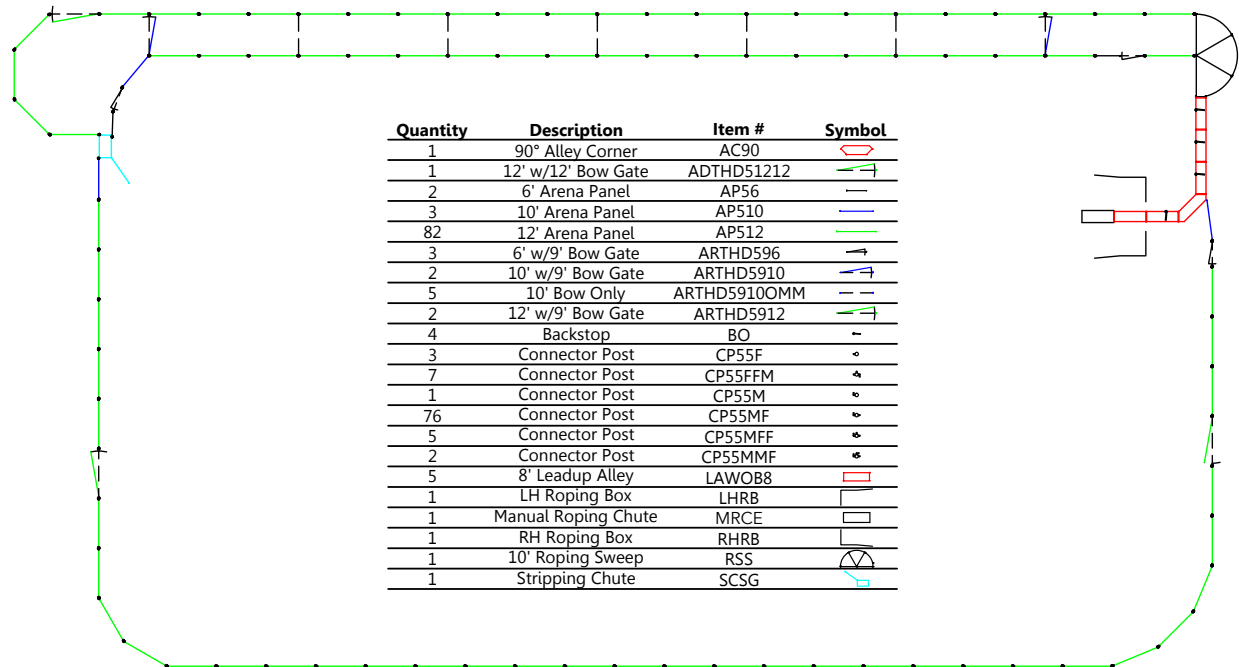 Quantity Description Item # Symbol
1 90° Alley Corner AC90
1 12' w/12' Bow Gate ADTHD51212
2 6' Arena Panel AP56
3 10' Arena Panel AP510
82 12' Arena Panel AP512
3 6' w/9' Bow Gate ARTHD596
2 10' w/9' Bow Gate ARTHD5910
5 10' Bow Only ARTHD5910OMM
2 12' w/9' Bow Gate ARTHD5912
4 Backstop BO
3 Connector Post CP55F
7 Connector Post CP55FFM
1 Connector Post CP55M
76 Connector Post CP55MF
5 Connector Post CP55MFF
2 Connector Post CP55MMF
5 8' Leadup Alley LAWOB8
1 LH Roping Box LHRB
1 Manual Roping Chute MRCE
1 RH Roping Box RHRB
1 10' Roping Sweep RSS
1 Stripping Chute SCSG